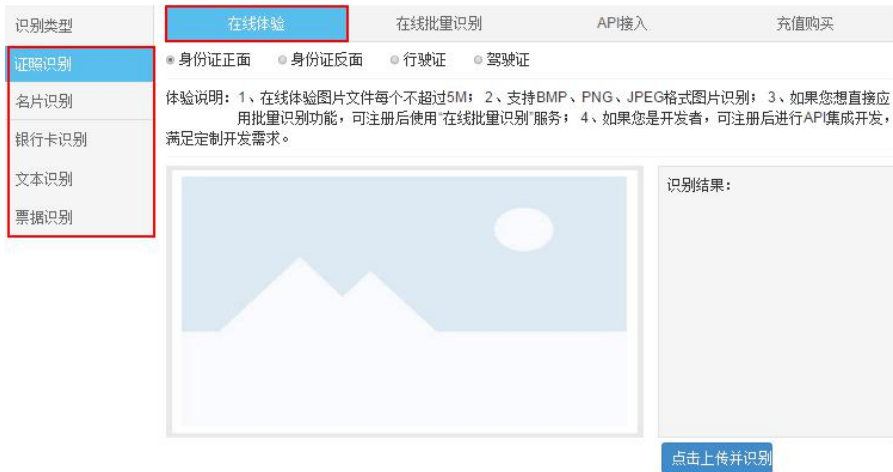 识别类型
在线体验
在线批量识别
API接入
充值购买
证照识别
名片识别
银行卡识别
文本识别
票据识别
身份证正面 身份证反面 行驶证 驾驶证
体验说明：1、在线体验图片文件每个不超过5M； 2、支持BMP、PNG、JPEG格式图片识别； 3、如果您想直接应
用批量识别功能，可注册后使用“在线批量识别”服务； 4、如果您是开发者，可注册后进行API集成开发，
满足定制开发需求。
识别结果：
点击上传并识别